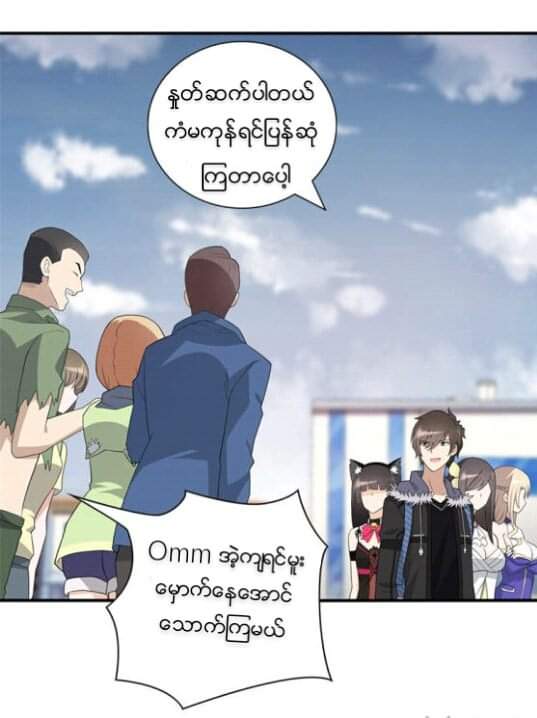 နှုတ်ဆက်ပါတယ်
ကံမကုန်ရင်ပြန်ဆုံ
ကြတာပေါ့
Omm အဲ့ကျရင်မူး
မှောက်နေအောင်
သောက်ကြမယ်